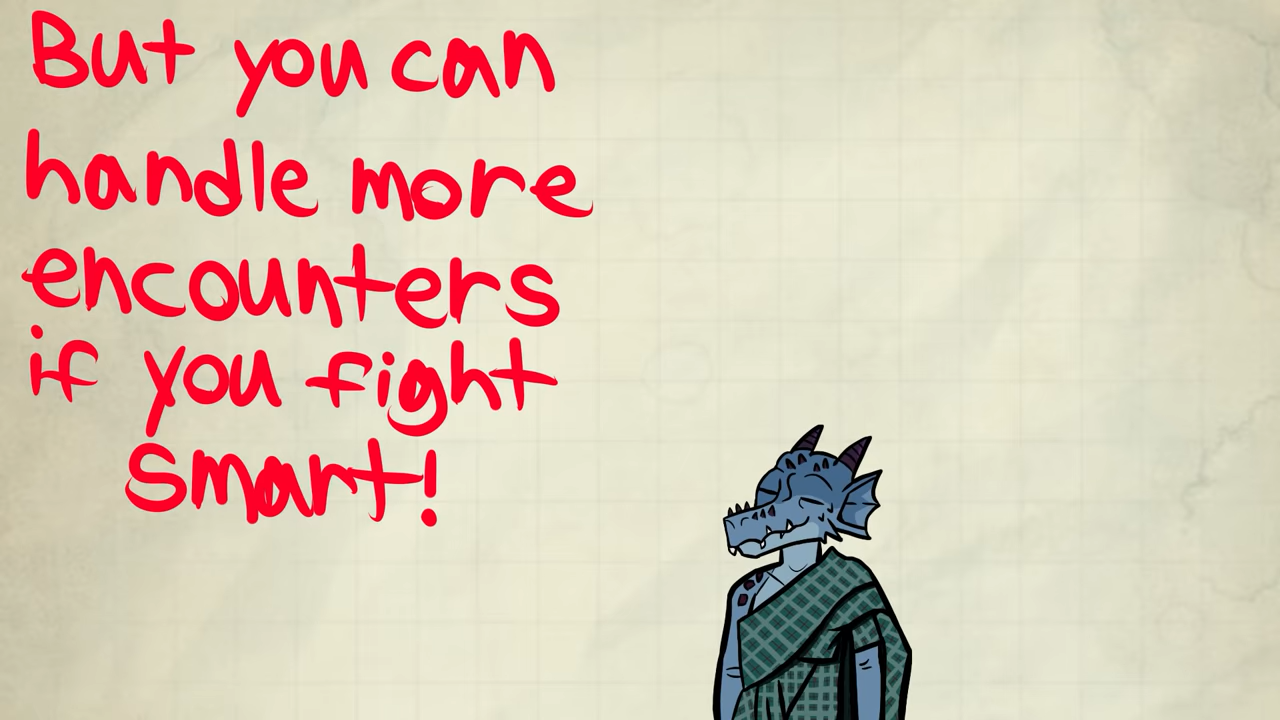 But you can
handle more
encounters
if you fight
smart!